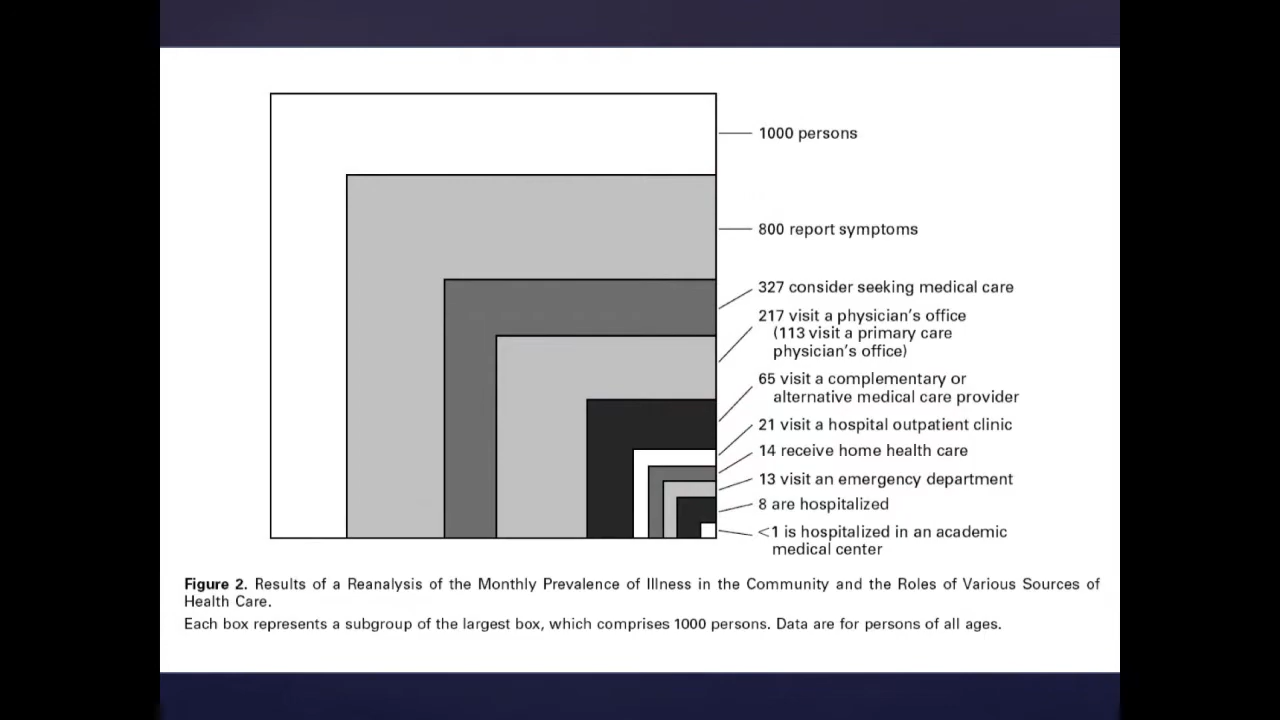 1000 persons
800 report symptoms
327 consider seeking medical care
217 visit a physician's office
(113 visit a primary care
physician's office)
65 visit a complementary or
alternative medical care provider
21 visit a hospital outpatient clinic
14 receive home health care
13 visit an emergency department
8 are hospitalized
<1 is hospitalized in an academic
medical center
Figure 2. Results of a Reanalysis of the Monthly Prevalence of Illness in the Community and the Roles of Various Sources of
Health Care.
Each box represents a subgroup of the largest box, which comprises 1000 persons. Data are for persons of all ages.